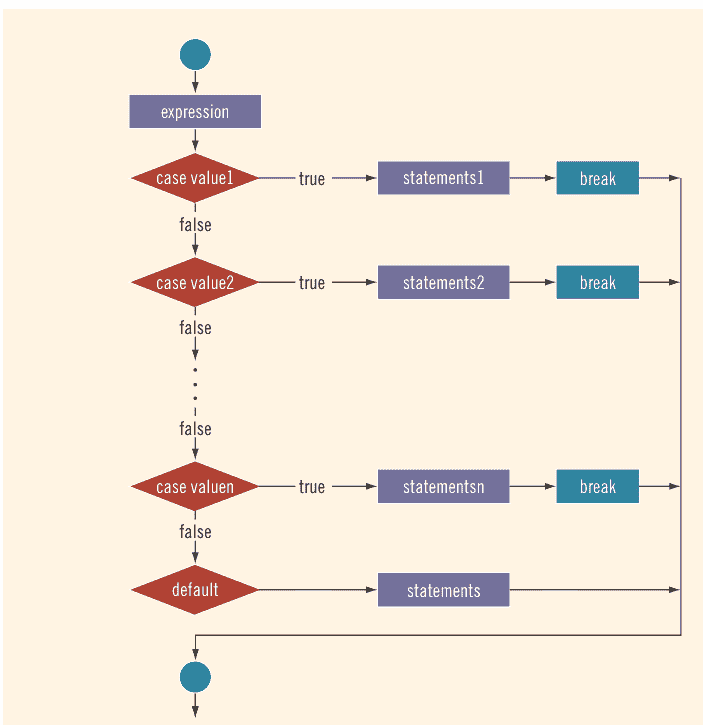 expression
case value1
true
statements1
break
false
case value2
true
statements2
break
false
false
case valuen
true
statementsn
break
false
default
statements